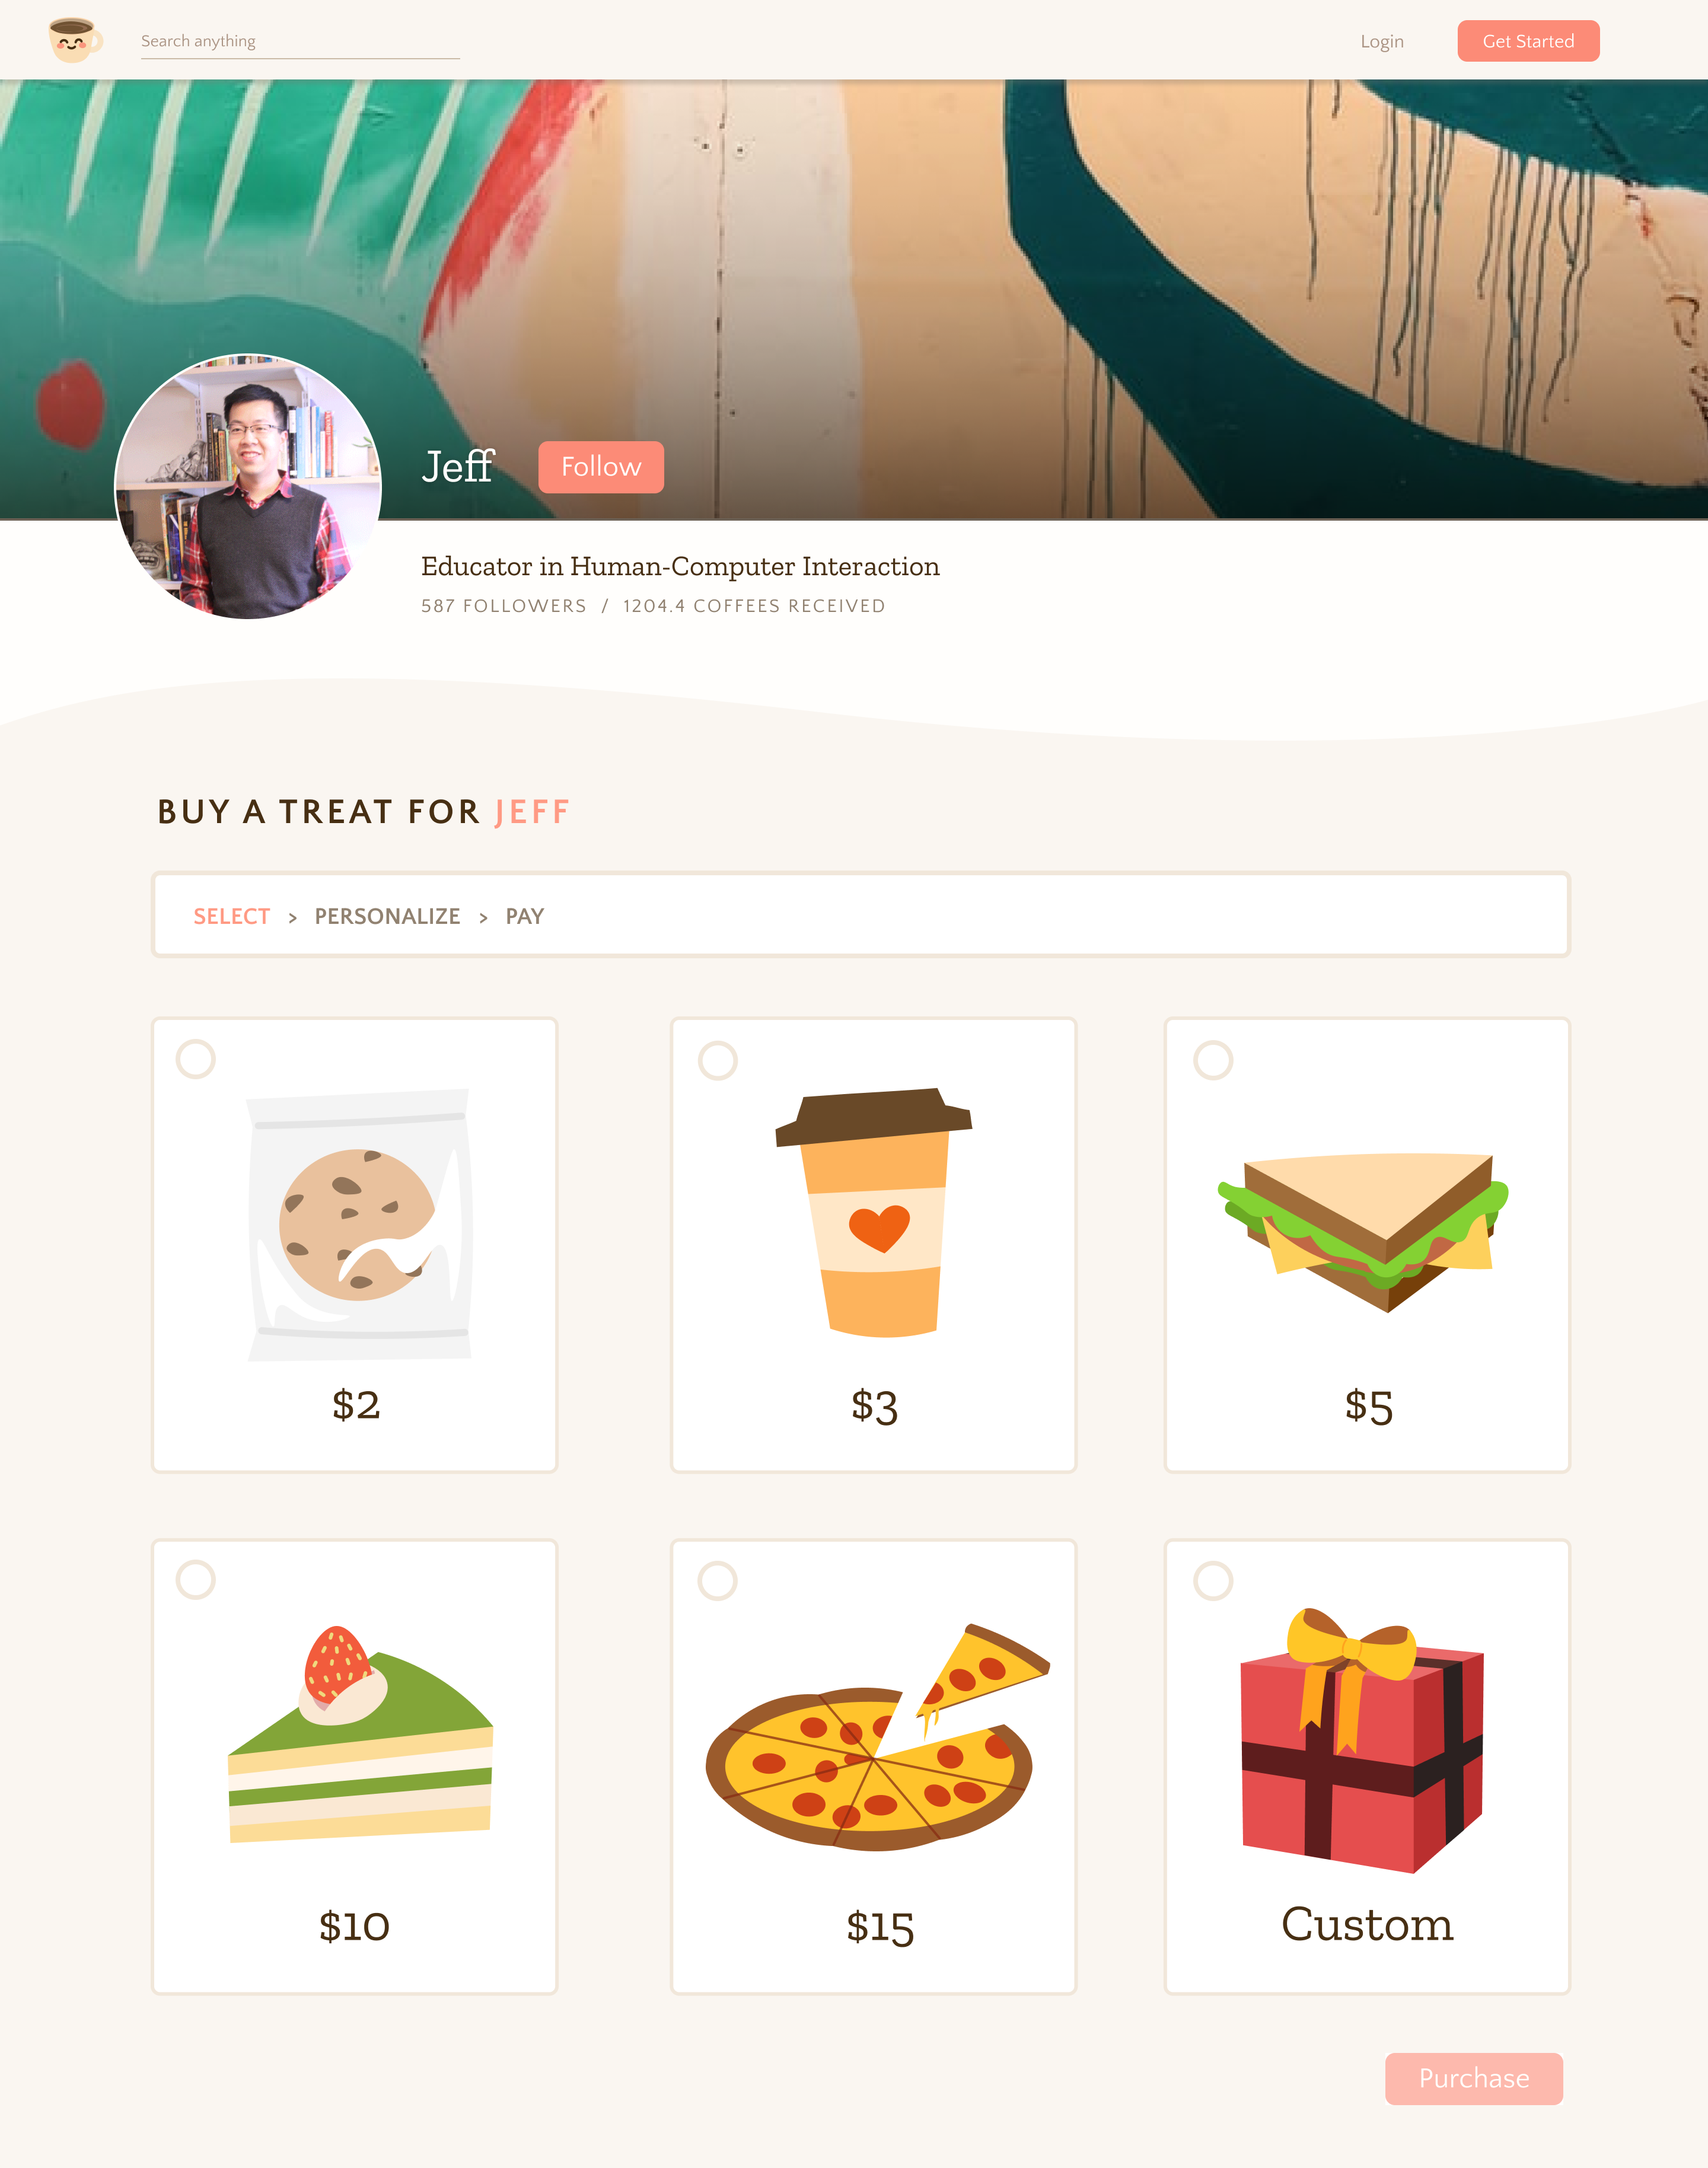 Search anything
Login
Get Started
Jeff
Follow
Educator in Human-Computer Interaction
587 FOLLOWERS / 1204.4 COFFEES RECEIVED
BUY A TREAT FOR JEFF
SELECT > PERSONALIZE > PAY
$2
$3
$5
$10
$15
Custom
Purchase